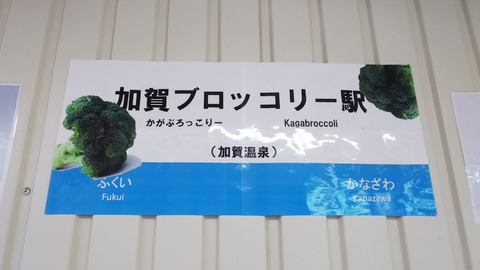 加賀ブロッコリー駅
かがぶろっこりー Kagabroccoli
（加賀温泉）
ふくい かなざわ
Fukui Kanazawa